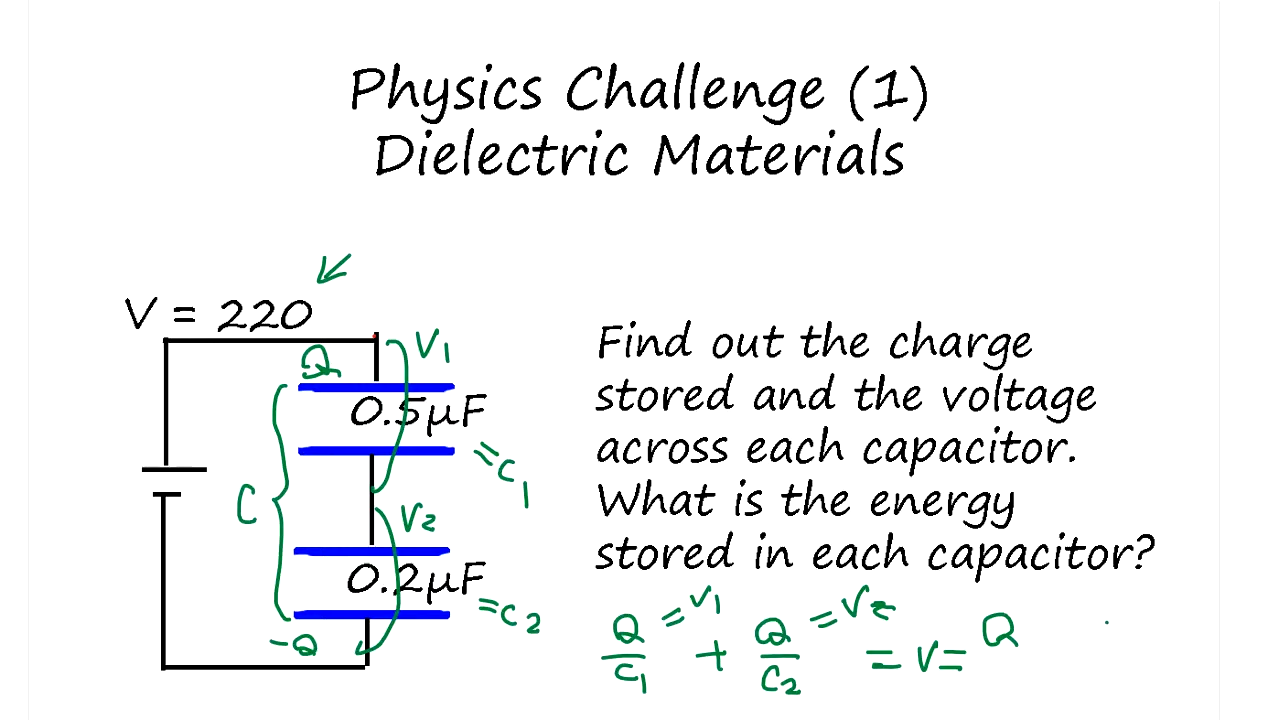 Physics Challenge (1)
Dielectric Materials
V = 220
Q
V1
0.5μF
= C1
C
V2
0.2μF
= C2
-Q
Find out the charge
stored and the voltage
across each capacitor.
What is the energy
stored in each capacitor?
Q/C1 = V1 + Q/C2 = V2 = V = Q